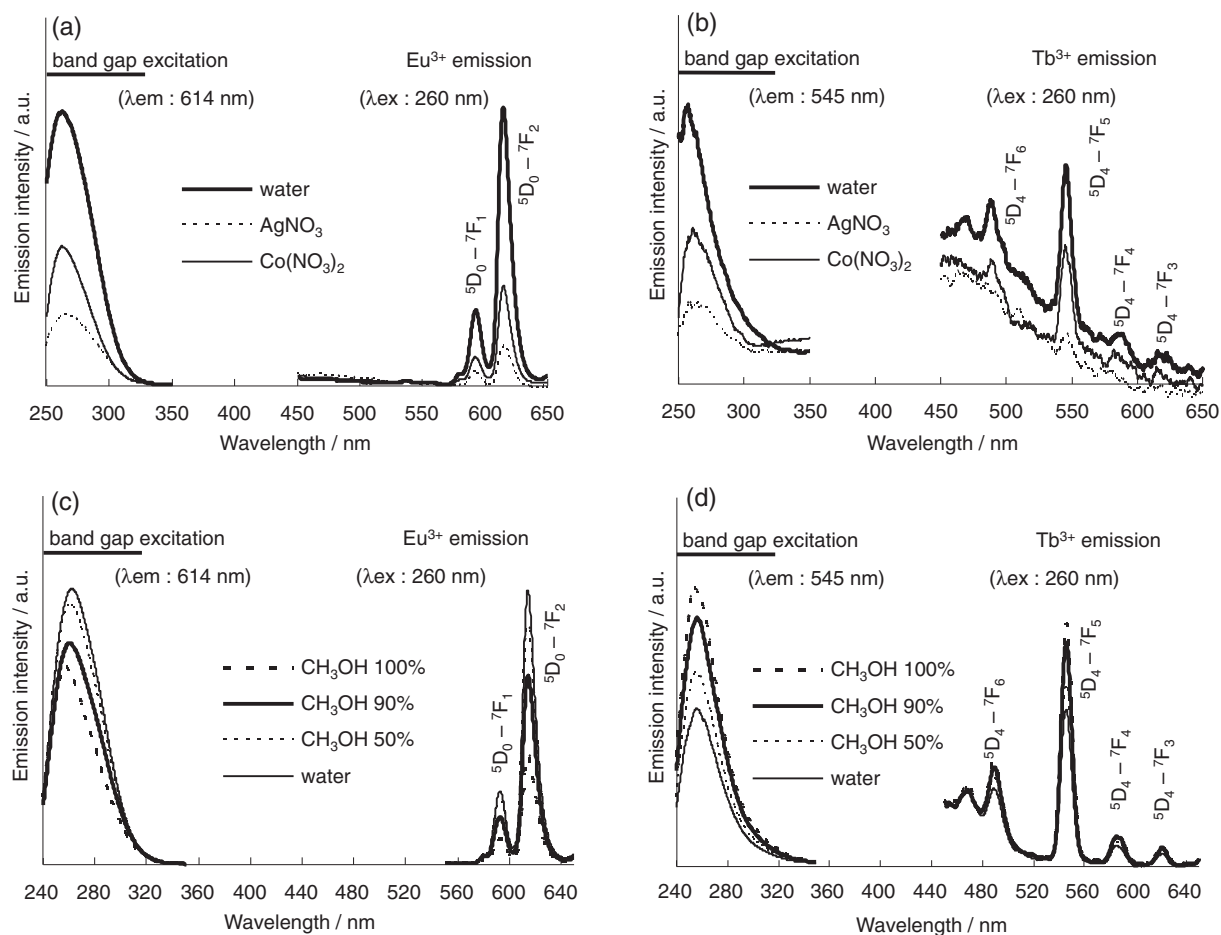 (a)
band gap excitation
Eu³⁺ emission
(λem : 614 nm)
(λex : 260 nm)
Emission intensity / a.u.
water
AgNO₃
Co(NO₃)₂
⁵D₀ – ⁷F₁
⁵D₀ – ⁷F₂
250 300 350 400 450 500 550 600 650
Wavelength / nm
(b)
band gap excitation
Tb³⁺ emission
(λem : 545 nm)
(λex : 260 nm)
Emission intensity / a.u.
water
AgNO₃
Co(NO₃)₂
⁵D₄ – ⁷F₆
⁵D₄ – ⁷F₅
⁵D₄ – ⁷F₄
⁵D₄ – ⁷F₃
250 300 350 400 450 500 550 600 650
Wavelength / nm
(c)
band gap excitation
Eu³⁺ emission
(λem : 614 nm)
(λex : 260 nm)
Emission intensity / a.u.
CH₃OH 100%
CH₃OH 90%
CH₃OH 50%
water
⁵D₀ – ⁷F₁
⁵D₀ – ⁷F₂
240 280 320 360 400 440 480 520 560 600 640
Wavelength / nm
(d)
band gap excitation
Tb³⁺ emission
(λem : 545 nm)
(λex : 260 nm)
Emission intensity / a.u.
CH₃OH 100%
CH₃OH 90%
CH₃OH 50%
water
⁵D₄ – ⁷F₆
⁵D₄ – ⁷F₅
⁵D₄ – ⁷F₄
⁵D₄ – ⁷F₃
240 280 320 360 400 440 480 520 560 600 640
Wavelength / nm